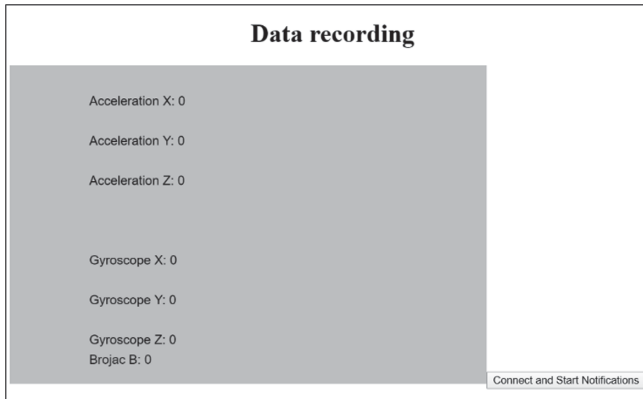 Data recording
Acceleration X: 0
Acceleration Y: 0
Acceleration Z: 0
Gyroscope X: 0
Gyroscope Y: 0
Gyroscope Z: 0
Brojac B: 0
Connect and Start Notifications